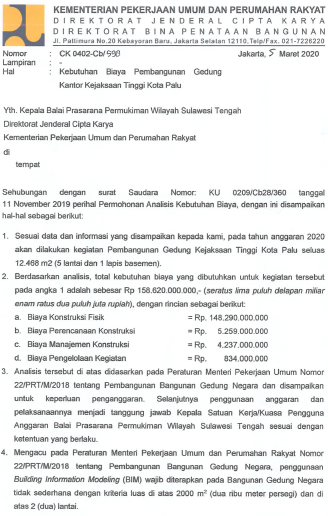 KEMENTERIAN PEKERJAAN UMUM DAN PERUMAHAN RAKYAT
DIREKTORAT JENDERAL CIPTA KARYA
DIREKTORAT BINA PENATAAN BANGUNAN
Jl. Pattimura No.20 Kebayoran Baru, Jakarta Selatan 12110,Telp/Fax. 021-7226220
Nomor : CK 0402-Cb/ Jakarta, 5 Maret 2020
Lampiran : -
Hal : Kebutuhan Biaya Pembangunan Gedung
Kantor Kejaksaan Tinggi Kota Palu
Yth. Kepala Balai Prasarana Permukiman Wilayah Sulawesi Tengah
Direktorat Jenderal Cipta Karya
Kementerian Pekerjaan Umum dan Perumahan Rakyat
di
tempat
Sehubungan dengan surat Saudara Nomor: KU 0209/Cb28/360 tanggal
11 November 2019 perihal Permohonan Analisis Kebutuhan Biaya, dengan ini disampaikan
hal-hal sebagai berikut:
1. Sesuai data dan informasi yang disampaikan kepada kami, pada tahun anggaran 2020
akan dilakukan kegiatan Pembangunan Gedung Kejaksaan Tinggi Kota Palu seluas
12.468 m2 (5 lantai dan 1 lapis basemen).
2. Berdasarkan analisis, total kebutuhan biaya yang dibutuhkan untuk kegiatan tersebut
pada angka 1 adalah sebesar Rp 158.620.000.000,- (seratus lima puluh delapan miliar
enam ratus dua puluh juta rupiah), dengan rincian sebagai berikut:
a. Biaya Konstruksi Fisik = Rp. 148.290.000.000
b. Biaya Perencanaan Konstruksi = Rp. 5.259.000.000
c. Biaya Manajemen Konstruksi = Rp. 4.237.000.000
d. Biaya Pengelolaan Kegiatan = Rp. 834.000.000
3. Analisis tersebut di atas didasarkan pada Peraturan Menteri Pekerjaan Umum Nomor
22/PRT/M/2018 tentang Pembangunan Bangunan Gedung Negara dan disampaikan
untuk keperluan penganggaran. Selanjutnya penggunaan anggaran dan
pelaksanaannya menjadi tanggung jawab Kepala Satuan Kerja/Kuasa Pengguna
Anggaran Balai Prasarana Permukiman Wilayah Sulawesi Tengah sesuai dengan
ketentuan yang berlaku.
4. Mengacu pada Peraturan Menteri Pekerjaan Umum dan Perumahan Rakyat Nomor
22/PRT/M/2018 tentang Pembangunan Bangunan Gedung Negara, penggunaan
Building Information Modeling (BIM) wajib diterapkan pada Bangunan Gedung Negara
tidak sederhana dengan kriteria luas di atas 2000 m2 (dua ribu meter persegi) dan di
atas 2 (dua) lantai.